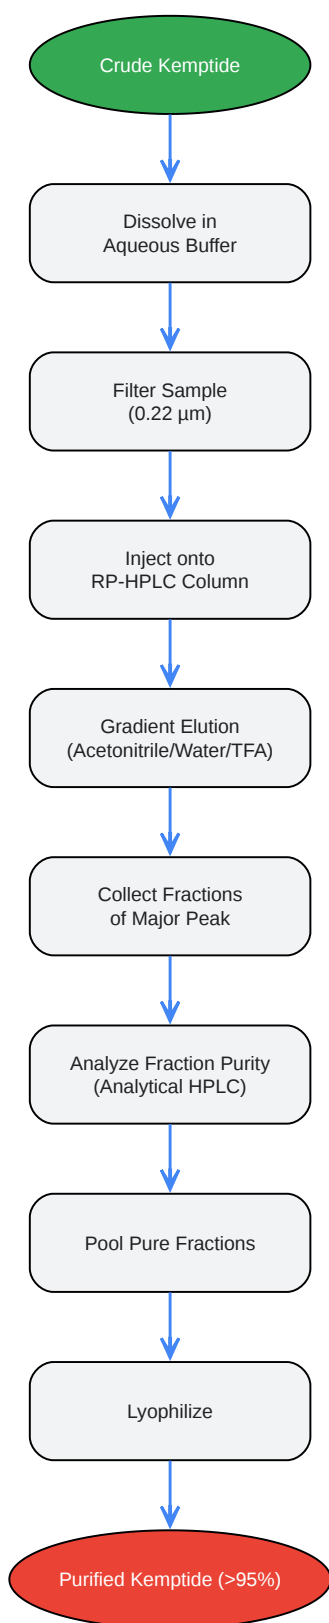 Crude Kemptide
Dissolve in
Aqueous Buffer
Filter Sample
(0.22 µm)
Inject onto
RP-HPLC Column
Gradient Elution
(Acetonitrile/Water/TFA)
Collect Fractions
of Major Peak
Analyze Fraction Purity
(Analytical HPLC)
Pool Pure Fractions
Lyophilize
Purified Kemptide (>95%)